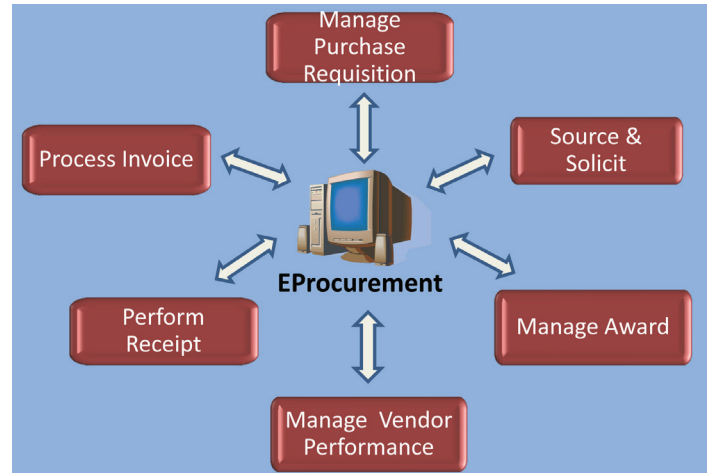 Manage
Purchase
Requisition
Process Invoice
Source &
Solicit
EProcurement
Perform
Receipt
Manage Award
Manage Vendor
Performance